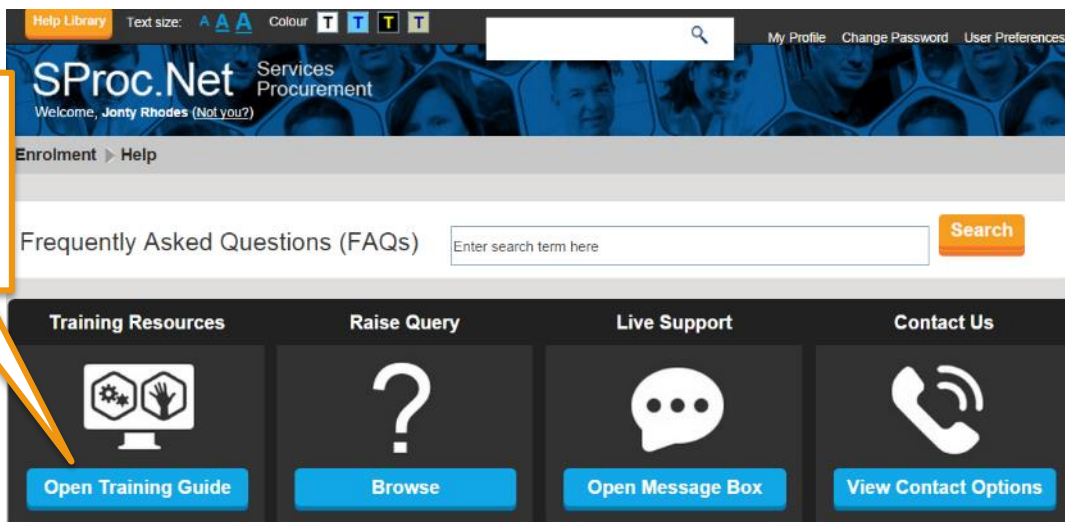 Help Library Text size: A A A Colour T T T T
My Profile Change Password User Preferences
SProc.Net Services Procurement
Welcome, Jonty Rhodes (Not you?)
Enrolment Help
Frequently Asked Questions (FAQs) Enter search term here Search
Training Resources Raise Query Live Support Contact Us
?
Open Training Guide Browse Open Message Box View Contact Options